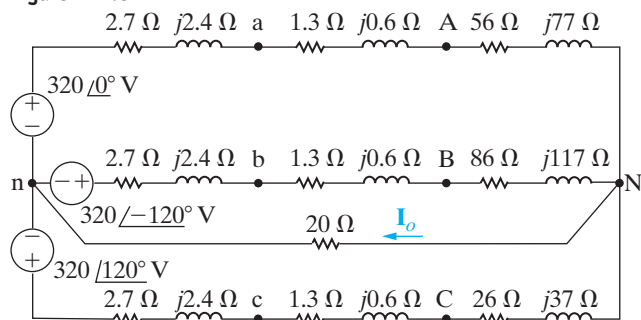 2.7 Ω j2.4 Ω a 1.3 Ω j0.6 Ω A 56 Ω j77 Ω
320 /0° V
+
−
2.7 Ω j2.4 Ω b 1.3 Ω j0.6 Ω B 86 Ω j117 Ω
n − + N
320 /−120° V
20 Ω I_o
−
+
320 /120° V
2.7 Ω j2.4 Ω c 1.3 Ω j0.6 Ω C 26 Ω j37 Ω